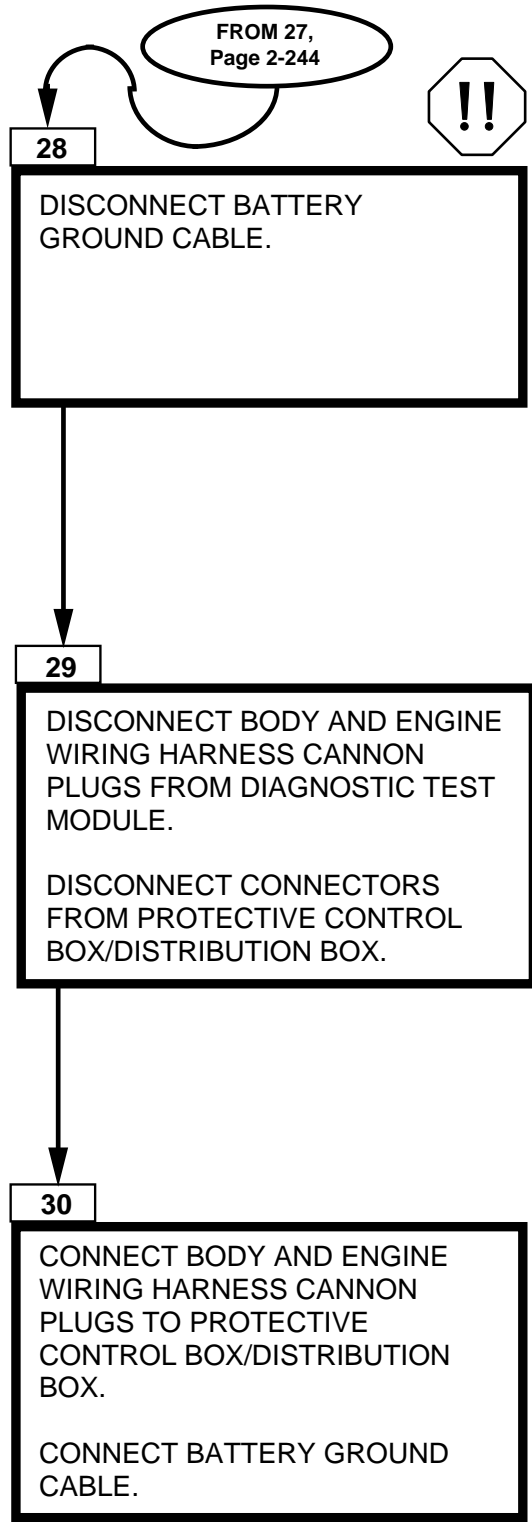 FROM 27,
Page 2-244
!!
28
DISCONNECT BATTERY
GROUND CABLE.
29
DISCONNECT BODY AND ENGINE
WIRING HARNESS CANNON
PLUGS FROM DIAGNOSTIC TEST
MODULE.
DISCONNECT CONNECTORS
FROM PROTECTIVE CONTROL
BOX/DISTRIBUTION BOX.
30
CONNECT BODY AND ENGINE
WIRING HARNESS CANNON
PLUGS TO PROTECTIVE
CONTROL BOX/DISTRIBUTION
BOX.
CONNECT BATTERY GROUND
CABLE.